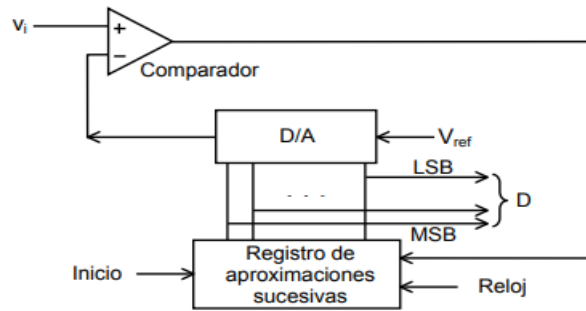 vi
+
−
Comparador
D/A
Vref
LSB
- - -
D
MSB
Inicio
Registro de
aproximaciones
sucesivas
Reloj